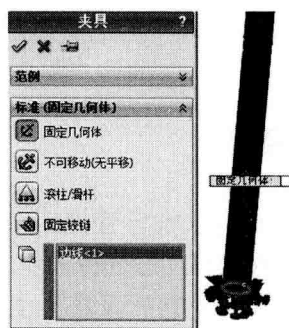 夹具 ?
范例
标准(固定几何体)
固定几何体
不可移动(无平移)
滚柱/滑杆
固定铰链
边线<1>
固定几何体: